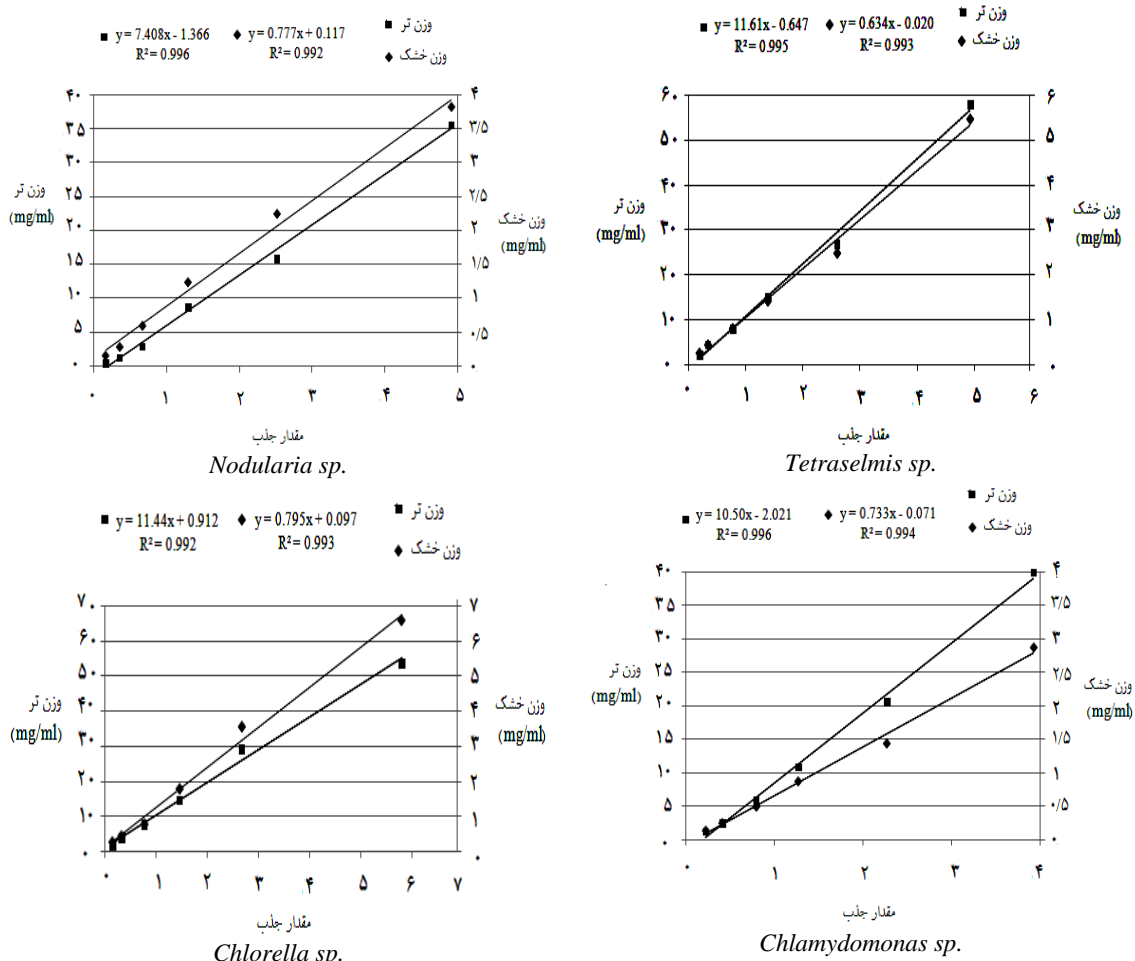 ■ y = 7.408x - 1.366 ♦ y = 0.777x + 0.117 ■ وزن تر
R² = 0.996 R² = 0.992 ♦ وزن خشک
۴۰ ۳۵ ۳۰ ۲۵ ۲۰ ۱۵ ۱۰ ۵ ۰
وزن تر
(mg/ml)
۴ ۳/۵ ۳ ۲/۵ ۲ ۱/۵ ۱ ۰/۵ ۰
وزن خشک
(mg/ml)
۰ ۱ ۲ ۳ ۴ ۵
مقدار جذب
Nodularia sp.
■ y = 11.61x - 0.647 ♦ y = 0.634x - 0.020 ■ وزن تر
R² = 0.995 R² = 0.993 ♦ وزن خشک
۶۰ ۵۰ ۴۰ ۳۰ ۲۰ ۱۰ ۰
وزن تر
(mg/ml)
۶ ۵ ۴ ۳ ۲ ۱ ۰
وزن خشک
(mg/ml)
۰ ۱ ۲ ۳ ۴ ۵ ۶
مقدار جذب
Tetraselmis sp.
■ y = 11.44x + 0.912 ♦ y = 0.795x + 0.097 ■ وزن تر
R² = 0.992 R² = 0.993 ♦ وزن خشک
۷۰ ۶۰ ۵۰ ۴۰ ۳۰ ۲۰ ۱۰ ۰
وزن تر
(mg/ml)
۷ ۶ ۵ ۴ ۳ ۲ ۱ ۰
وزن خشک
(mg/ml)
۰ ۱ ۲ ۳ ۴ ۵ ۶ ۷
مقدار جذب
Chlorella sp.
■ y = 10.50x - 2.021 ♦ y = 0.733x - 0.071 ■ وزن تر
R² = 0.996 R² = 0.994 ♦ وزن خشک
۴۰ ۳۵ ۳۰ ۲۵ ۲۰ ۱۵ ۱۰ ۵ ۰
وزن تر
(mg/ml)
۴ ۳/۵ ۳ ۲/۵ ۲ ۱/۵ ۱ ۰/۵ ۰
وزن خشک
(mg/ml)
۰ ۱ ۲ ۳ ۴
مقدار جذب
Chlamydomonas sp.